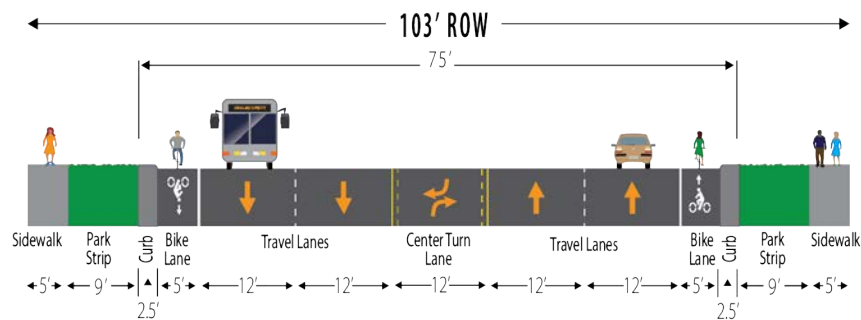 103' ROW
75'
Sidewalk
Park Strip
Curb
Bike Lane
Travel Lanes
Center Turn Lane
Travel Lanes
Bike Lane
Curb
Park Strip
Sidewalk
5' 9' 2.5' 5' 12' 12' 12' 12' 12' 5' 2.5' 9' 5'